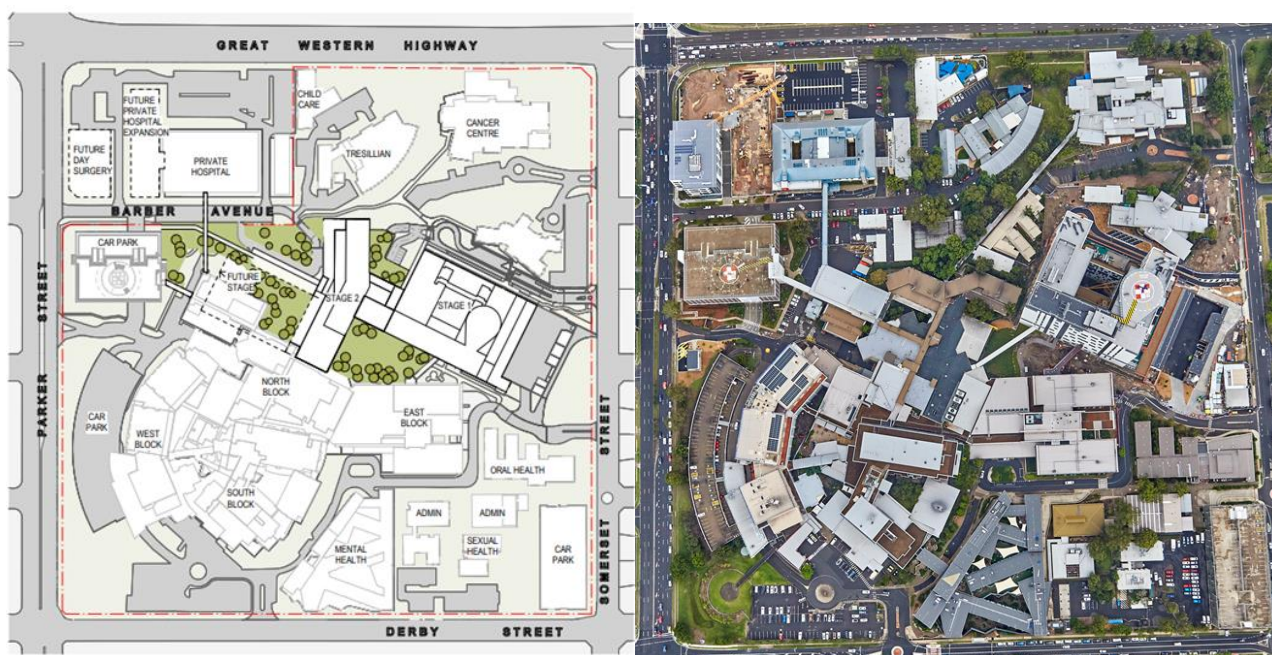 GREAT WESTERN HIGHWAY
CHILD
CARE
FUTURE
PRIVATE
HOSPITAL
EXPANSION
CANCER
CENTRE
FUTURE
DAY
SURGERY
PRIVATE
HOSPITAL
TRESILLIAN
BARBER AVENUE
CAR PARK
FUTURE
STAGE
STAGE 2
STAGE 1
PARKER STREET
NORTH
BLOCK
CAR
PARK
WEST
BLOCK
EAST
BLOCK
ORAL HEALTH
SOUTH
BLOCK
ADMIN
ADMIN
SEXUAL
HEALTH
MENTAL
HEALTH
CAR
PARK
SOMERSET STREET
DERBY STREET
H
H